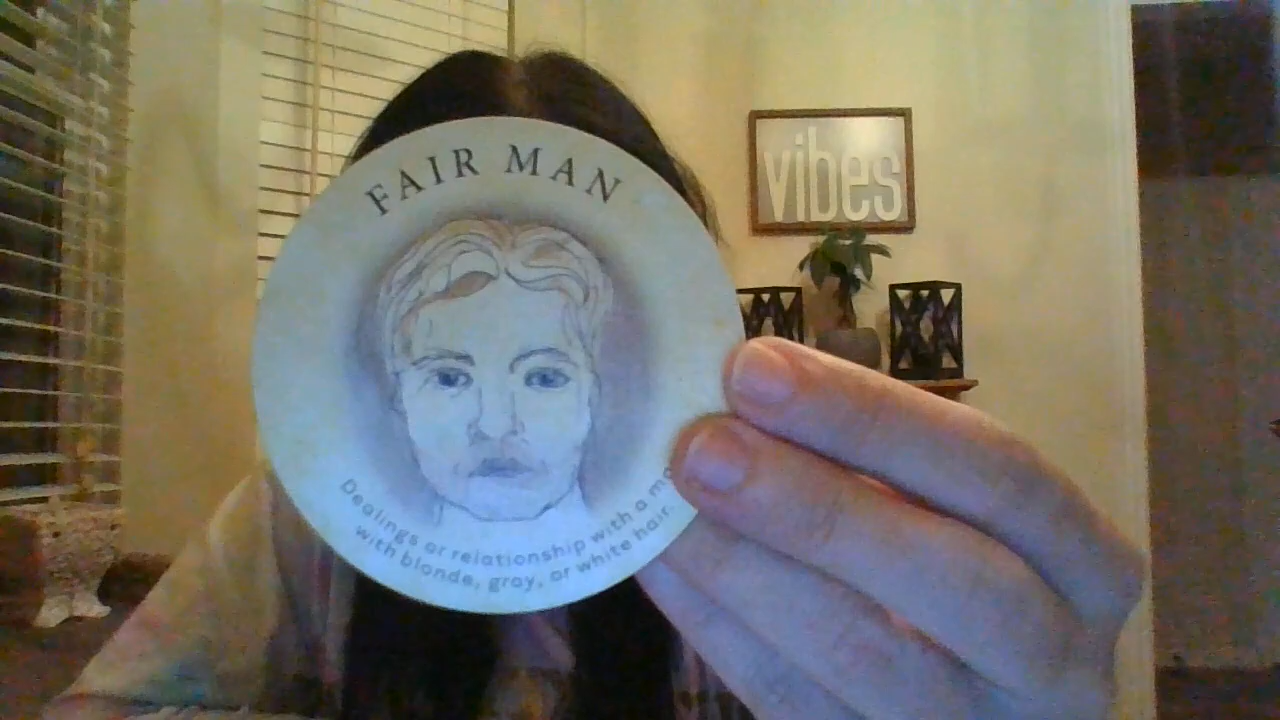 FAIR MAN
vibes
Dealings or relationship with a
with blonde, gray, or white hair.